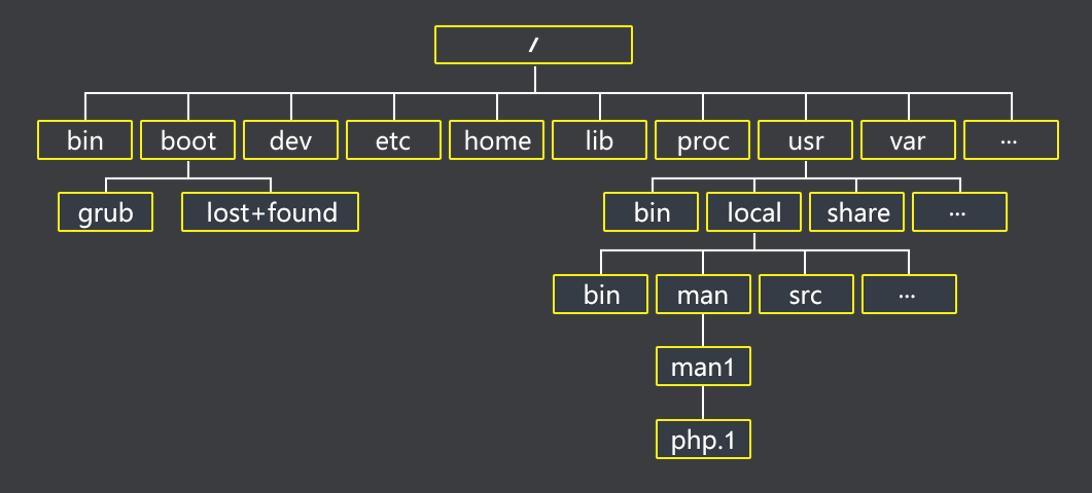 /
bin boot dev etc home lib proc usr var ...
grub lost+found bin local share ...
bin man src ...
man1
php.1